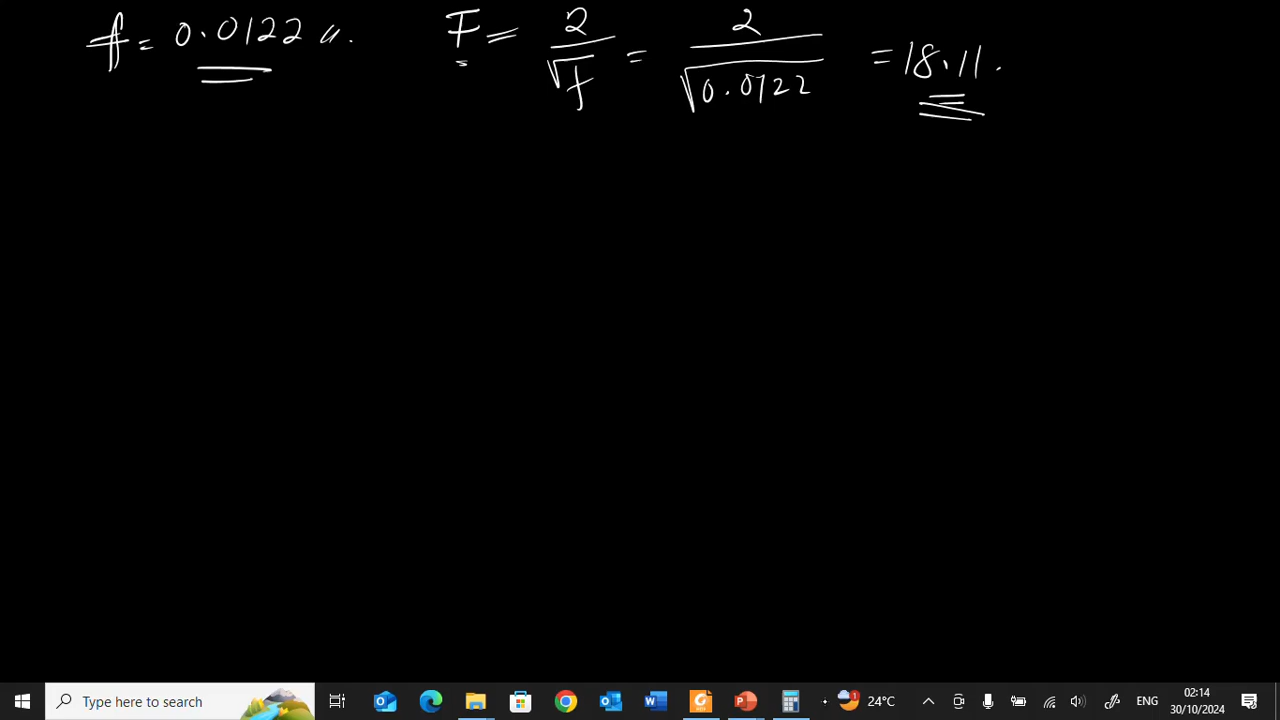 f = 0.0122 F = 2/√f = 2/√0.0122 = 18.11.
Type here to search
1
24°C
ENG
02:14
30/10/2024